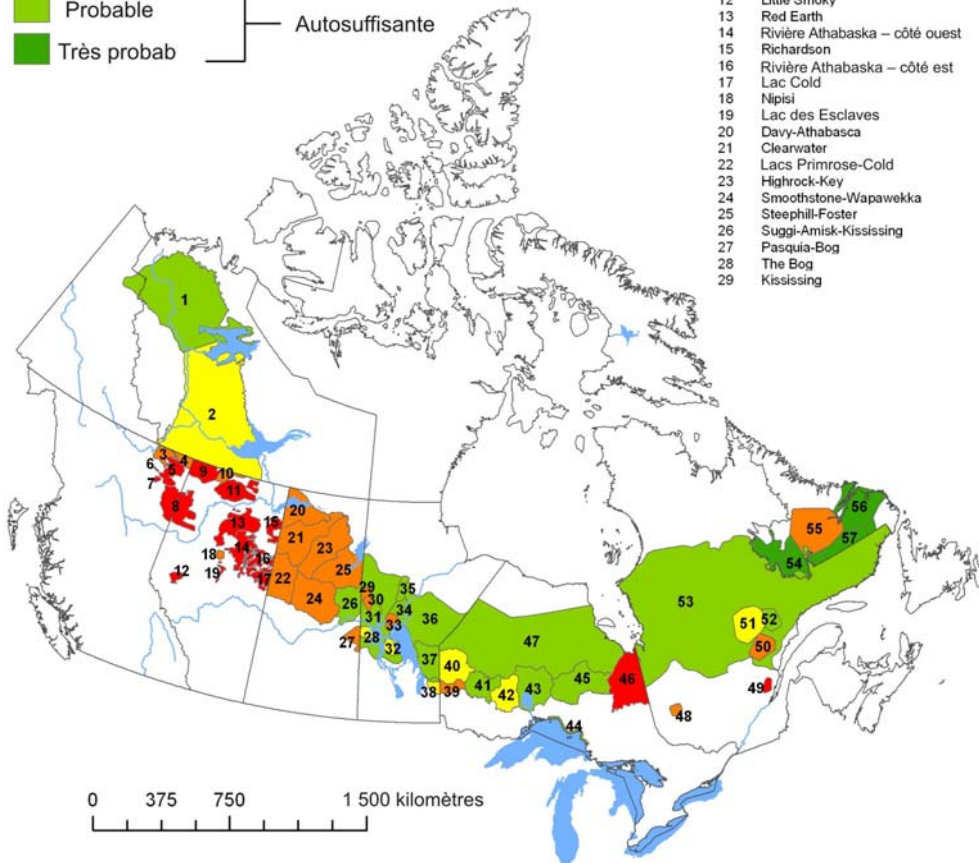 Probable
Très probab
Autosuffisante
12 Little Smoky
13 Red Earth
14 Rivière Athabaska – côté ouest
15 Richardson
16 Rivière Athabaska – côté est
17 Lac Cold
18 Nipisi
19 Lac des Esclaves
20 Davy-Athabasca
21 Clearwater
22 Lacs Primrose-Cold
23 Highrock-Key
24 Smoothstone-Wapawekka
25 Steephill-Foster
26 Suggi-Amisk-Kississing
27 Pasquia-Bog
28 The Bog
29 Kississing
1
2
3
4
5
6
7
8
9
10
11
12
13
14
15
16
17
18
19
20
21
22
23
24
25
26
27
28
29
30
31
32
33
34
35
36
37
38
39
40
41
42
43
44
45
46
47
48
49
50
51
52
53
54
55
56
57
0 375 750 1 500 kilomètres